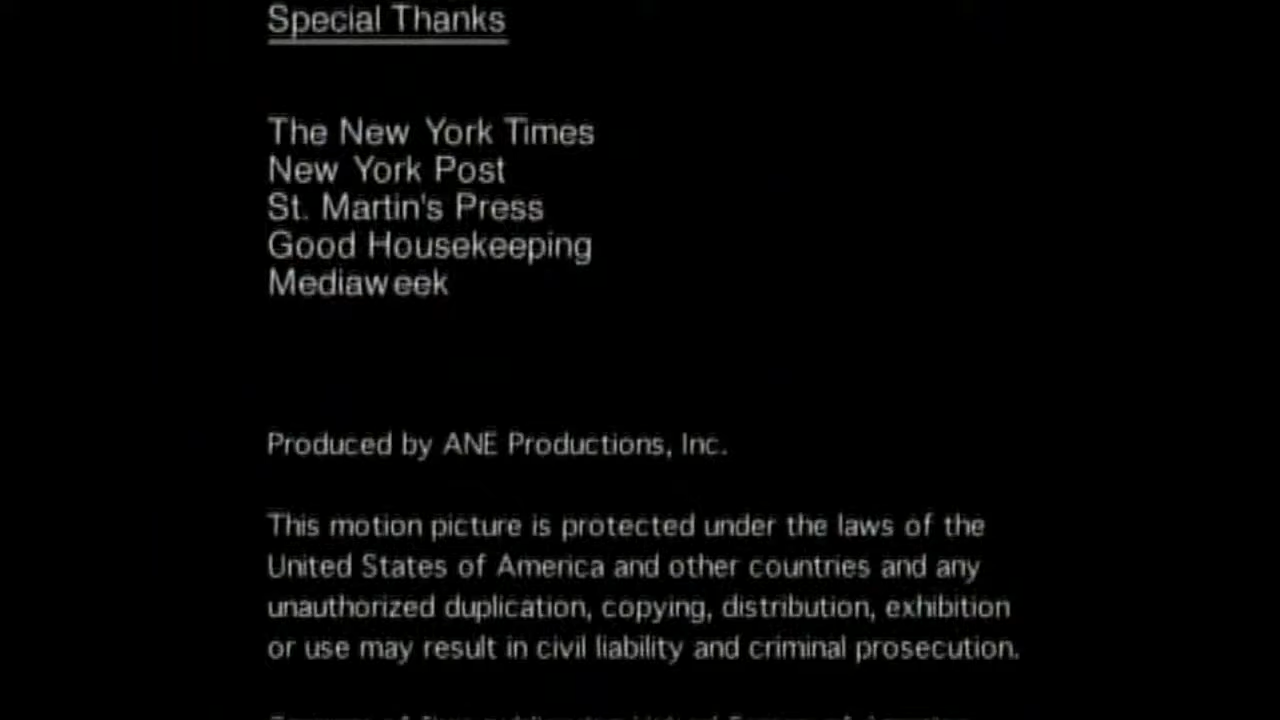 Special Thanks
The New York Times
New York Post
St. Martin's Press
Good Housekeeping
Mediaweek
Produced by ANE Productions, Inc.
This motion picture is protected under the laws of the
United States of America and other countries and any
unauthorized duplication, copying, distribution, exhibition
or use may result in civil liability and criminal prosecution.